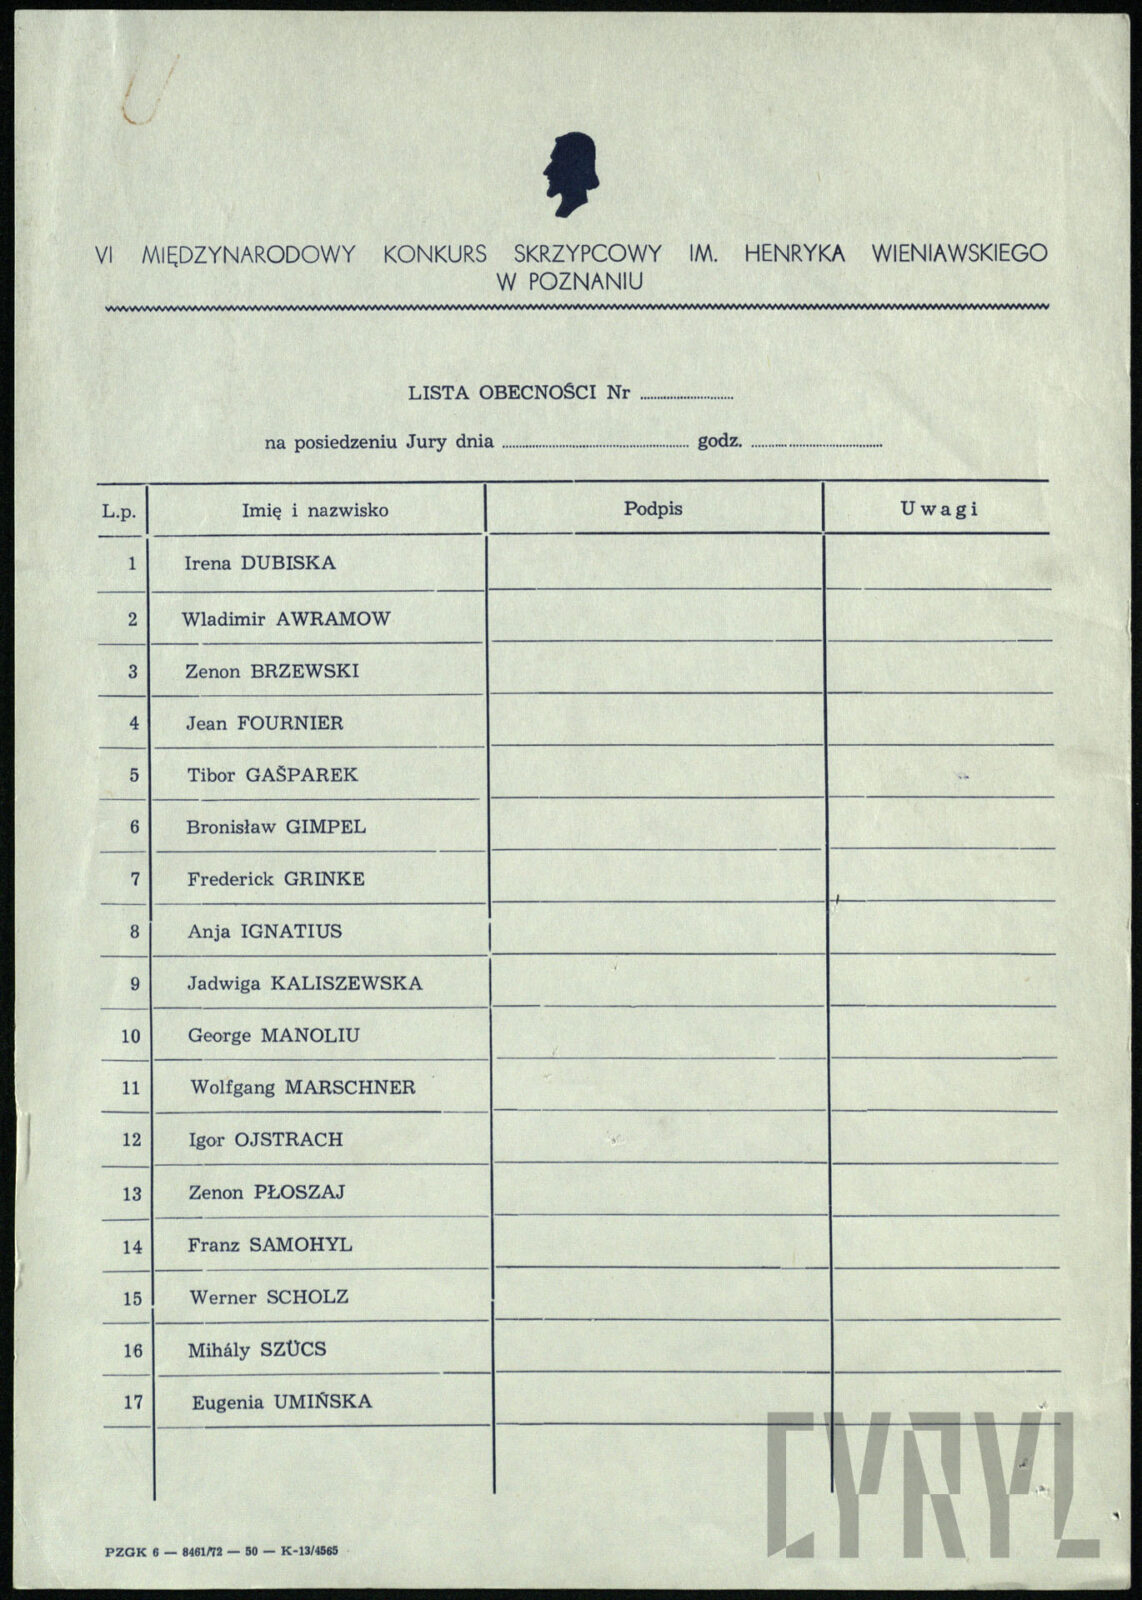 VI MIĘDZYNARODOWY KONKURS SKRZYPCOWY IM. HENRYKA WIENIAWSKIEGO
W POZNANIU
LISTA OBECNOŚCI Nr ....................
na posiedzeniu Jury dnia .................... godz. ....................
L.p. Imię i nazwisko Podpis Uwagi
1 Irena DUBISKA
2 Wladimir AWRAMOW
3 Zenon BRZEWSKI
4 Jean FOURNIER
5 Tibor GAŠPAREK
6 Bronisław GIMPEL
7 Frederick GRINKE
8 Anja IGNATIUS
9 Jadwiga KALISZEWSKA
10 George MANOLIU
11 Wolfgang MARSCHNER
12 Igor OJSTRACH
13 Zenon PŁOSZAJ
14 Franz SAMOHYL
15 Werner SCHOLZ
16 Mihály SZÜCS
17 Eugenia UMIŃSKA
PZGK 6 — 8461/72 — 50 — K-13/4565
CYRYL